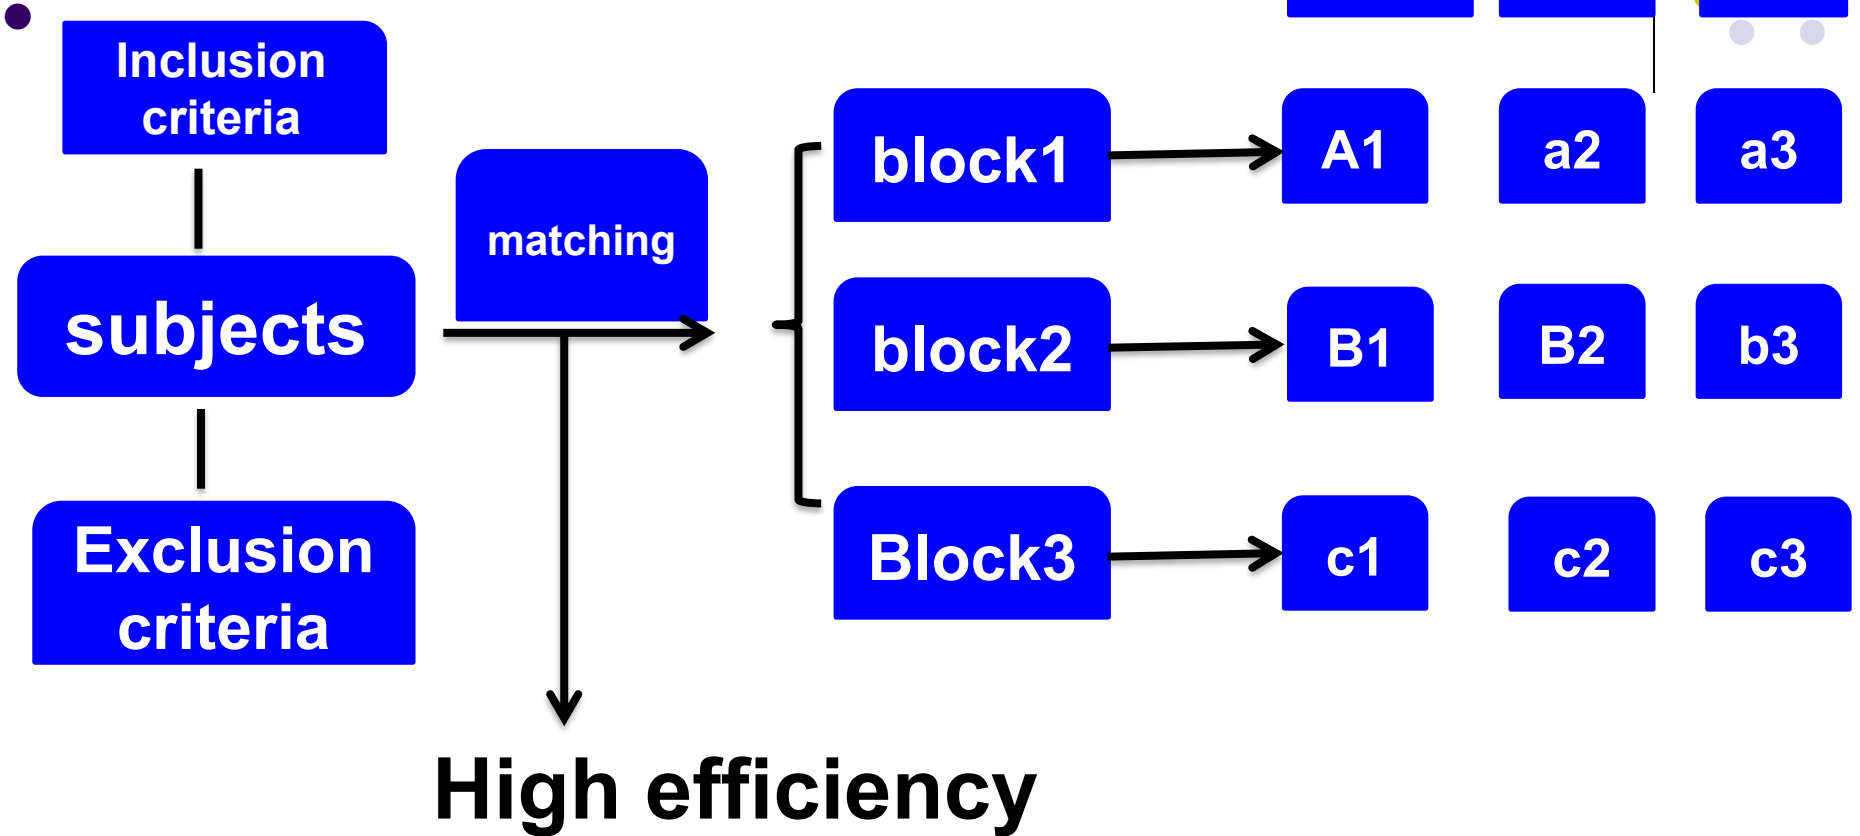 Inclusion
criteria
subjects
Exclusion
criteria
matching
block1
A1
a2
a3
block2
B1
B2
b3
Block3
c1
c2
c3
High efficiency